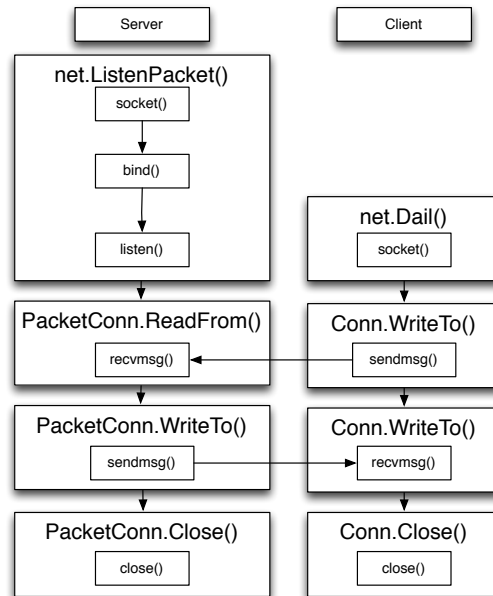 Server
Client
net.ListenPacket()
socket()
bind()
listen()
net.Dail()
socket()
PacketConn.ReadFrom()
recvmsg()
Conn.WriteTo()
sendmsg()
PacketConn.WriteTo()
sendmsg()
Conn.WriteTo()
recvmsg()
PacketConn.Close()
close()
Conn.Close()
close()